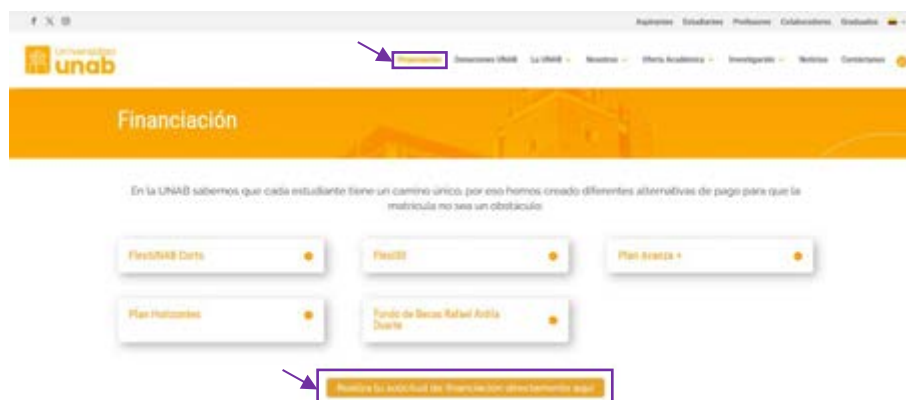 Aspirantes Estudiantes Profesores Colaboradores Graduados
Universidad
unab
Financiación Donaciones UNAB La UNAB Nosotros Oferta Académica Investigación Noticias Contáctanos
Financiación
En la UNAB sabemos que cada estudiante tiene un camino único, por eso hemos creado diferentes alternativas de pago para que la
matrícula no sea un obstáculo
FlexiUNAB Corto
Plan Avanza +
Plan Horizontes
Fondo de Becas Rafael Ardila
Duarte
Realiza tu solicitud de financiación directamente aquí